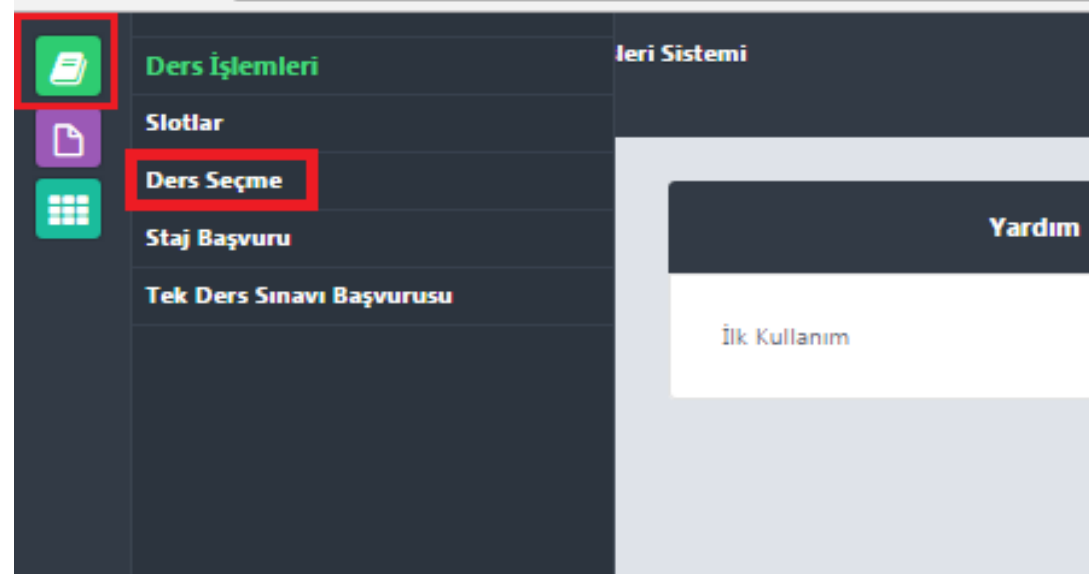 Ders İşlemleri
Slotlar
Ders Seçme
Staj Başvuru
Tek Ders Sınavı Başvurusu
leri Sistemi
Yardım
İlk Kullanım